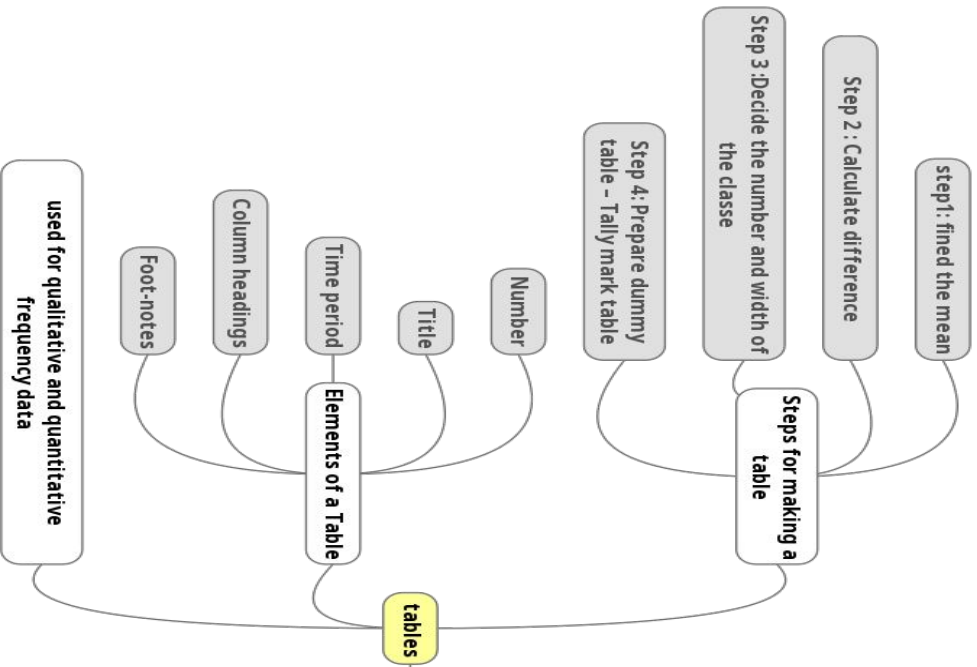 step1: fined the mean
Step 2 : Calculate difference
Step 3 :Decide the number and width of
the classe
Step 4: Prepare dummy
table – Tally mark table
Steps for making a
table
Number
Title
Time period
Column headings
Foot-notes
Elements of a Table
used for qualitative and quantitative
frequency data
tables